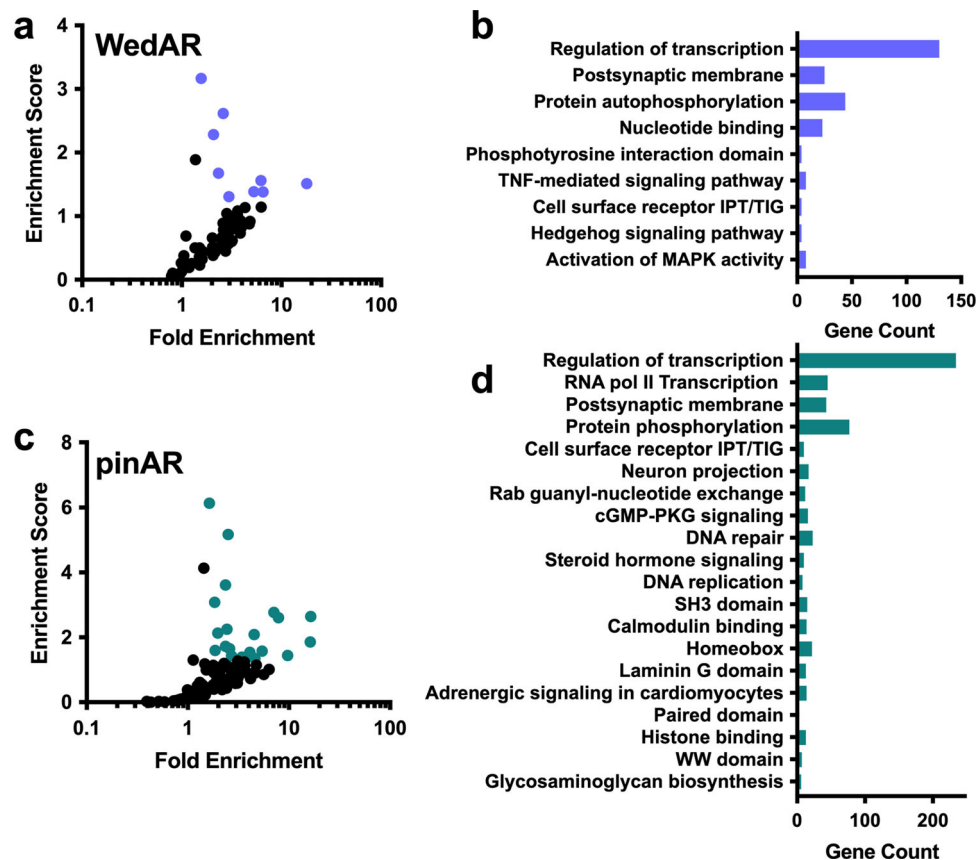 a
WedAR
4
3
2
1
0
Enrichment Score
0.1
1
10
100
Fold Enrichment
b
Regulation of transcription
Postsynaptic membrane
Protein autophosphorylation
Nucleotide binding
Phosphotyrosine interaction domain
TNF-mediated signaling pathway
Cell surface receptor IPT/TIG
Hedgehog signaling pathway
Activation of MAPK activity
0
50
100
150
Gene Count
c
pinAR
8
6
4
2
0
Enrichment Score
0.1
1
10
100
Fold Enrichment
d
Regulation of transcription
RNA pol II Transcription
Postsynaptic membrane
Protein phosphorylation
Cell surface receptor IPT/TIG
Neuron projection
Rab guanyl-nucleotide exchange
cGMP-PKG signaling
DNA repair
Steroid hormone signaling
DNA replication
SH3 domain
Calmodulin binding
Homeobox
Laminin G domain
Adrenergic signaling in cardiomyocytes
Paired domain
Histone binding
WW domain
Glycosaminoglycan biosynthesis
0
100
200
Gene Count